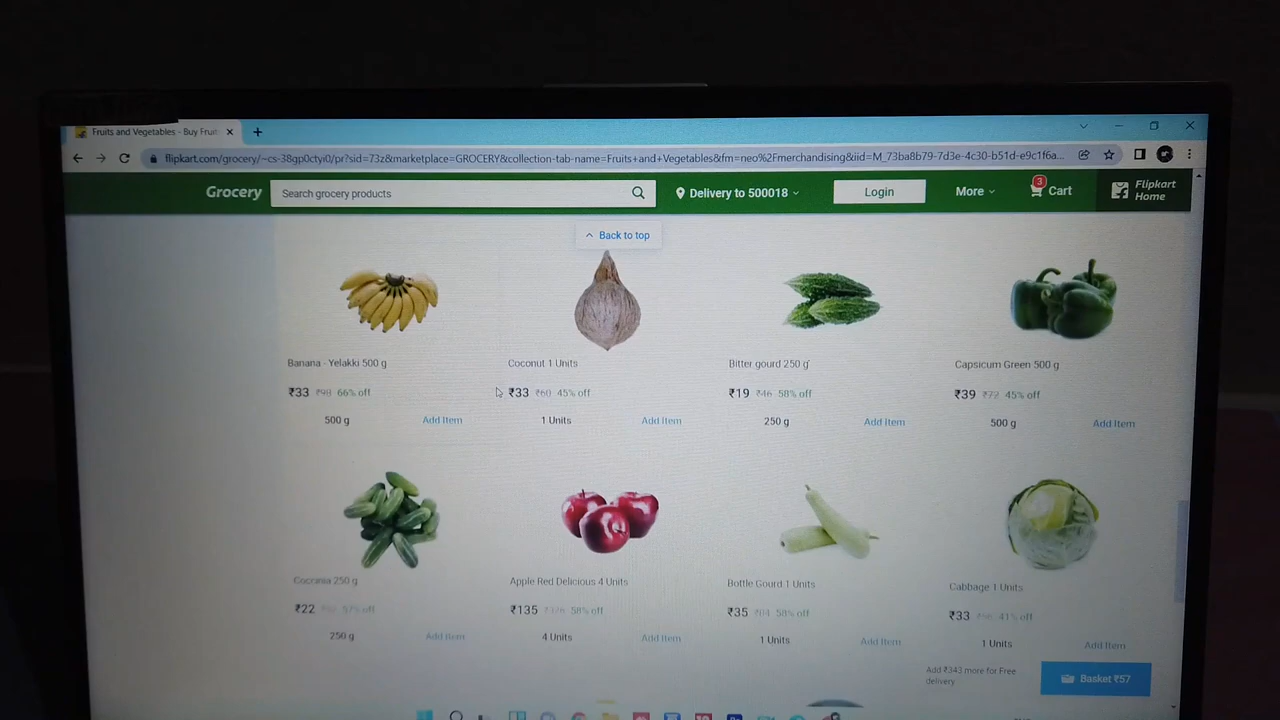 Fruits and Vegetables - Buy Fruit
flipkart.com/grocery/~cs-38gp0ctyi0/pr?sid=73z&marketplace=GROCERY&collection-tab-name=Fruits+and+Vegetables&fm=neo%2Fmerchandising&iid=M_73ba8b79-7d3e-4c30-b51d-e9c1f6a...
Grocery
Search grocery products
Delivery to 500018
Login
More
3
Cart
Flipkart
Home
Back to top
Banana - Yelakki 500 g
Coconut 1 Units
Bitter gourd 250 g
Capsicum Green 500 g
₹33 66% off
₹33 ₹60 45% off
₹19 ₹46 58% off
₹39 45% off
500 g Add Item
1 Units Add Item
250 g Add Item
500 g Add Item
Coccinia 250 g
Apple Red Delicious 4 Units
Bottle Gourd 1 Units
Cabbage 1 Units
₹22 57% off
₹135 58% off
₹35 58% off
₹33 41% off
250 g Add Item
4 Units Add Item
1 Units Add Item
1 Units Add Item
Add ₹343 more for Free
delivery
Basket ₹57